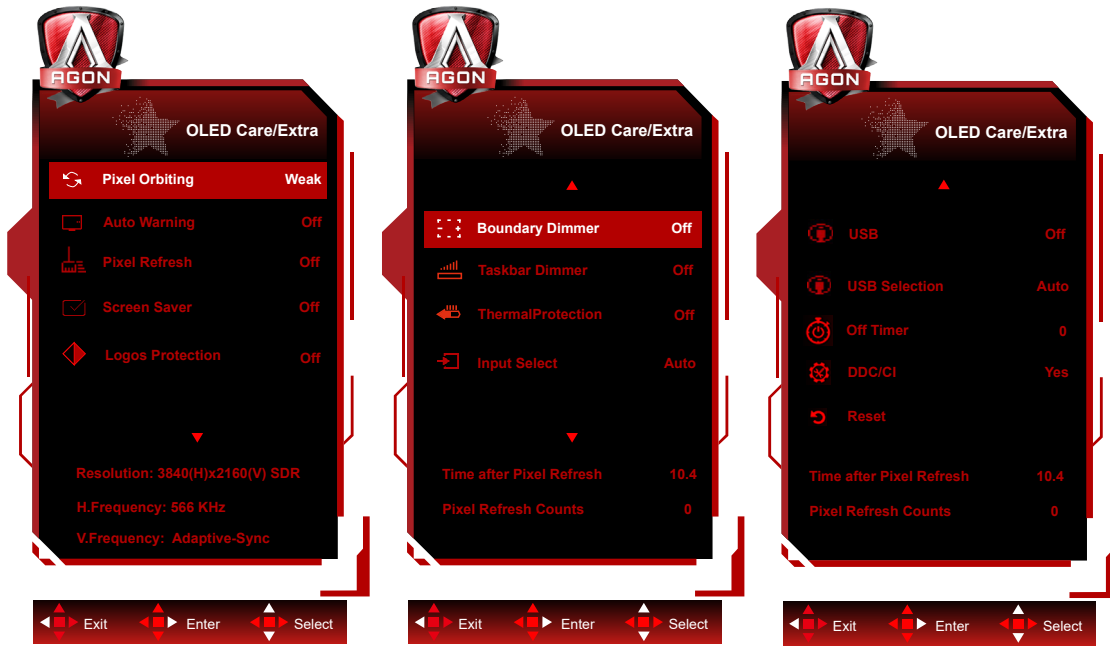 AGON
OLED Care/Extra
Pixel Orbiting Weak
Auto Warning Off
Pixel Refresh Off
Screen Saver Off
Logos Protection Off
Resolution: 3840(H)x2160(V) SDR
H.Frequency: 566 KHz
V.Frequency: Adaptive-Sync
Exit Enter Select
AGON
OLED Care/Extra
Boundary Dimmer Off
Taskbar Dimmer Off
ThermalProtection Off
Input Select Auto
Time after Pixel Refresh 10.4
Pixel Refresh Counts 0
Exit Enter Select
AGON
OLED Care/Extra
USB Off
USB Selection Auto
Off Timer 0
DDC/CI Yes
Reset
Time after Pixel Refresh 10.4
Pixel Refresh Counts 0
Exit Enter Select